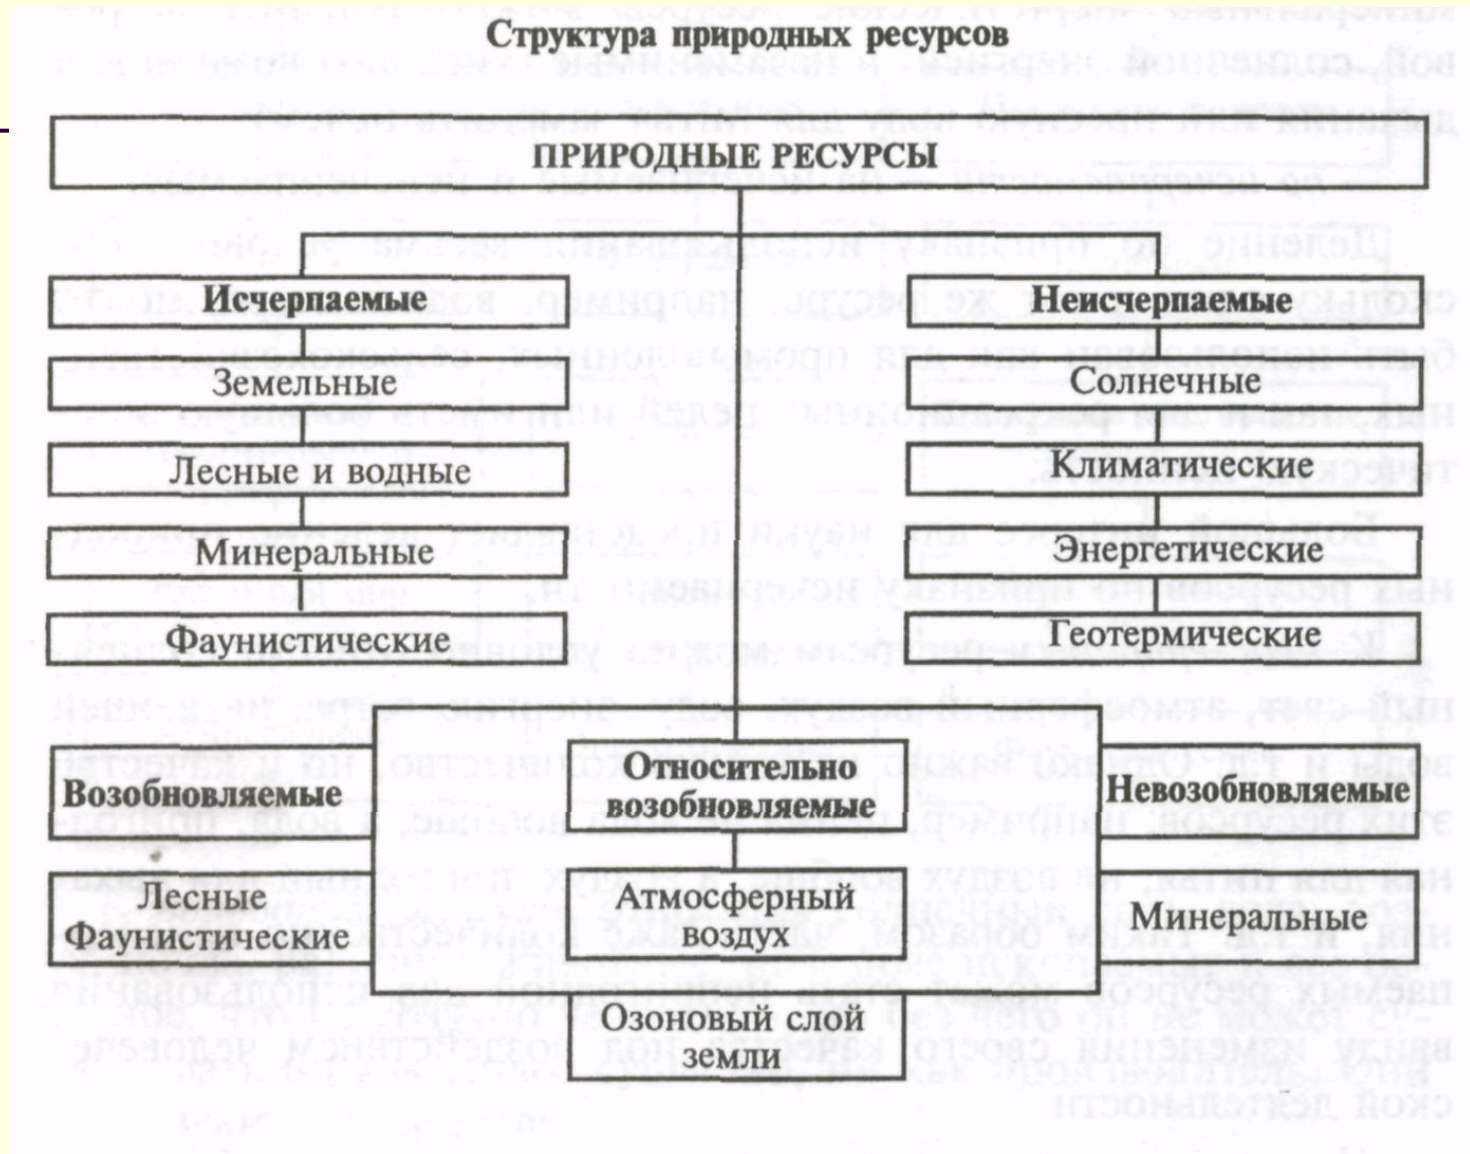 Структура природных ресурсов
ПРИРОДНЫЕ РЕСУРСЫ
Исчерпаемые
Земельные
Лесные и водные
Минеральные
Фаунистические
Неисчерпаемые
Солнечные
Климатические
Энергетические
Геотермические
Возобновляемые
Лесные
Фаунистические
Относительно
возобновляемые
Атмосферный
воздух
Озоновый слой
земли
Невозобновляемые
Минеральные